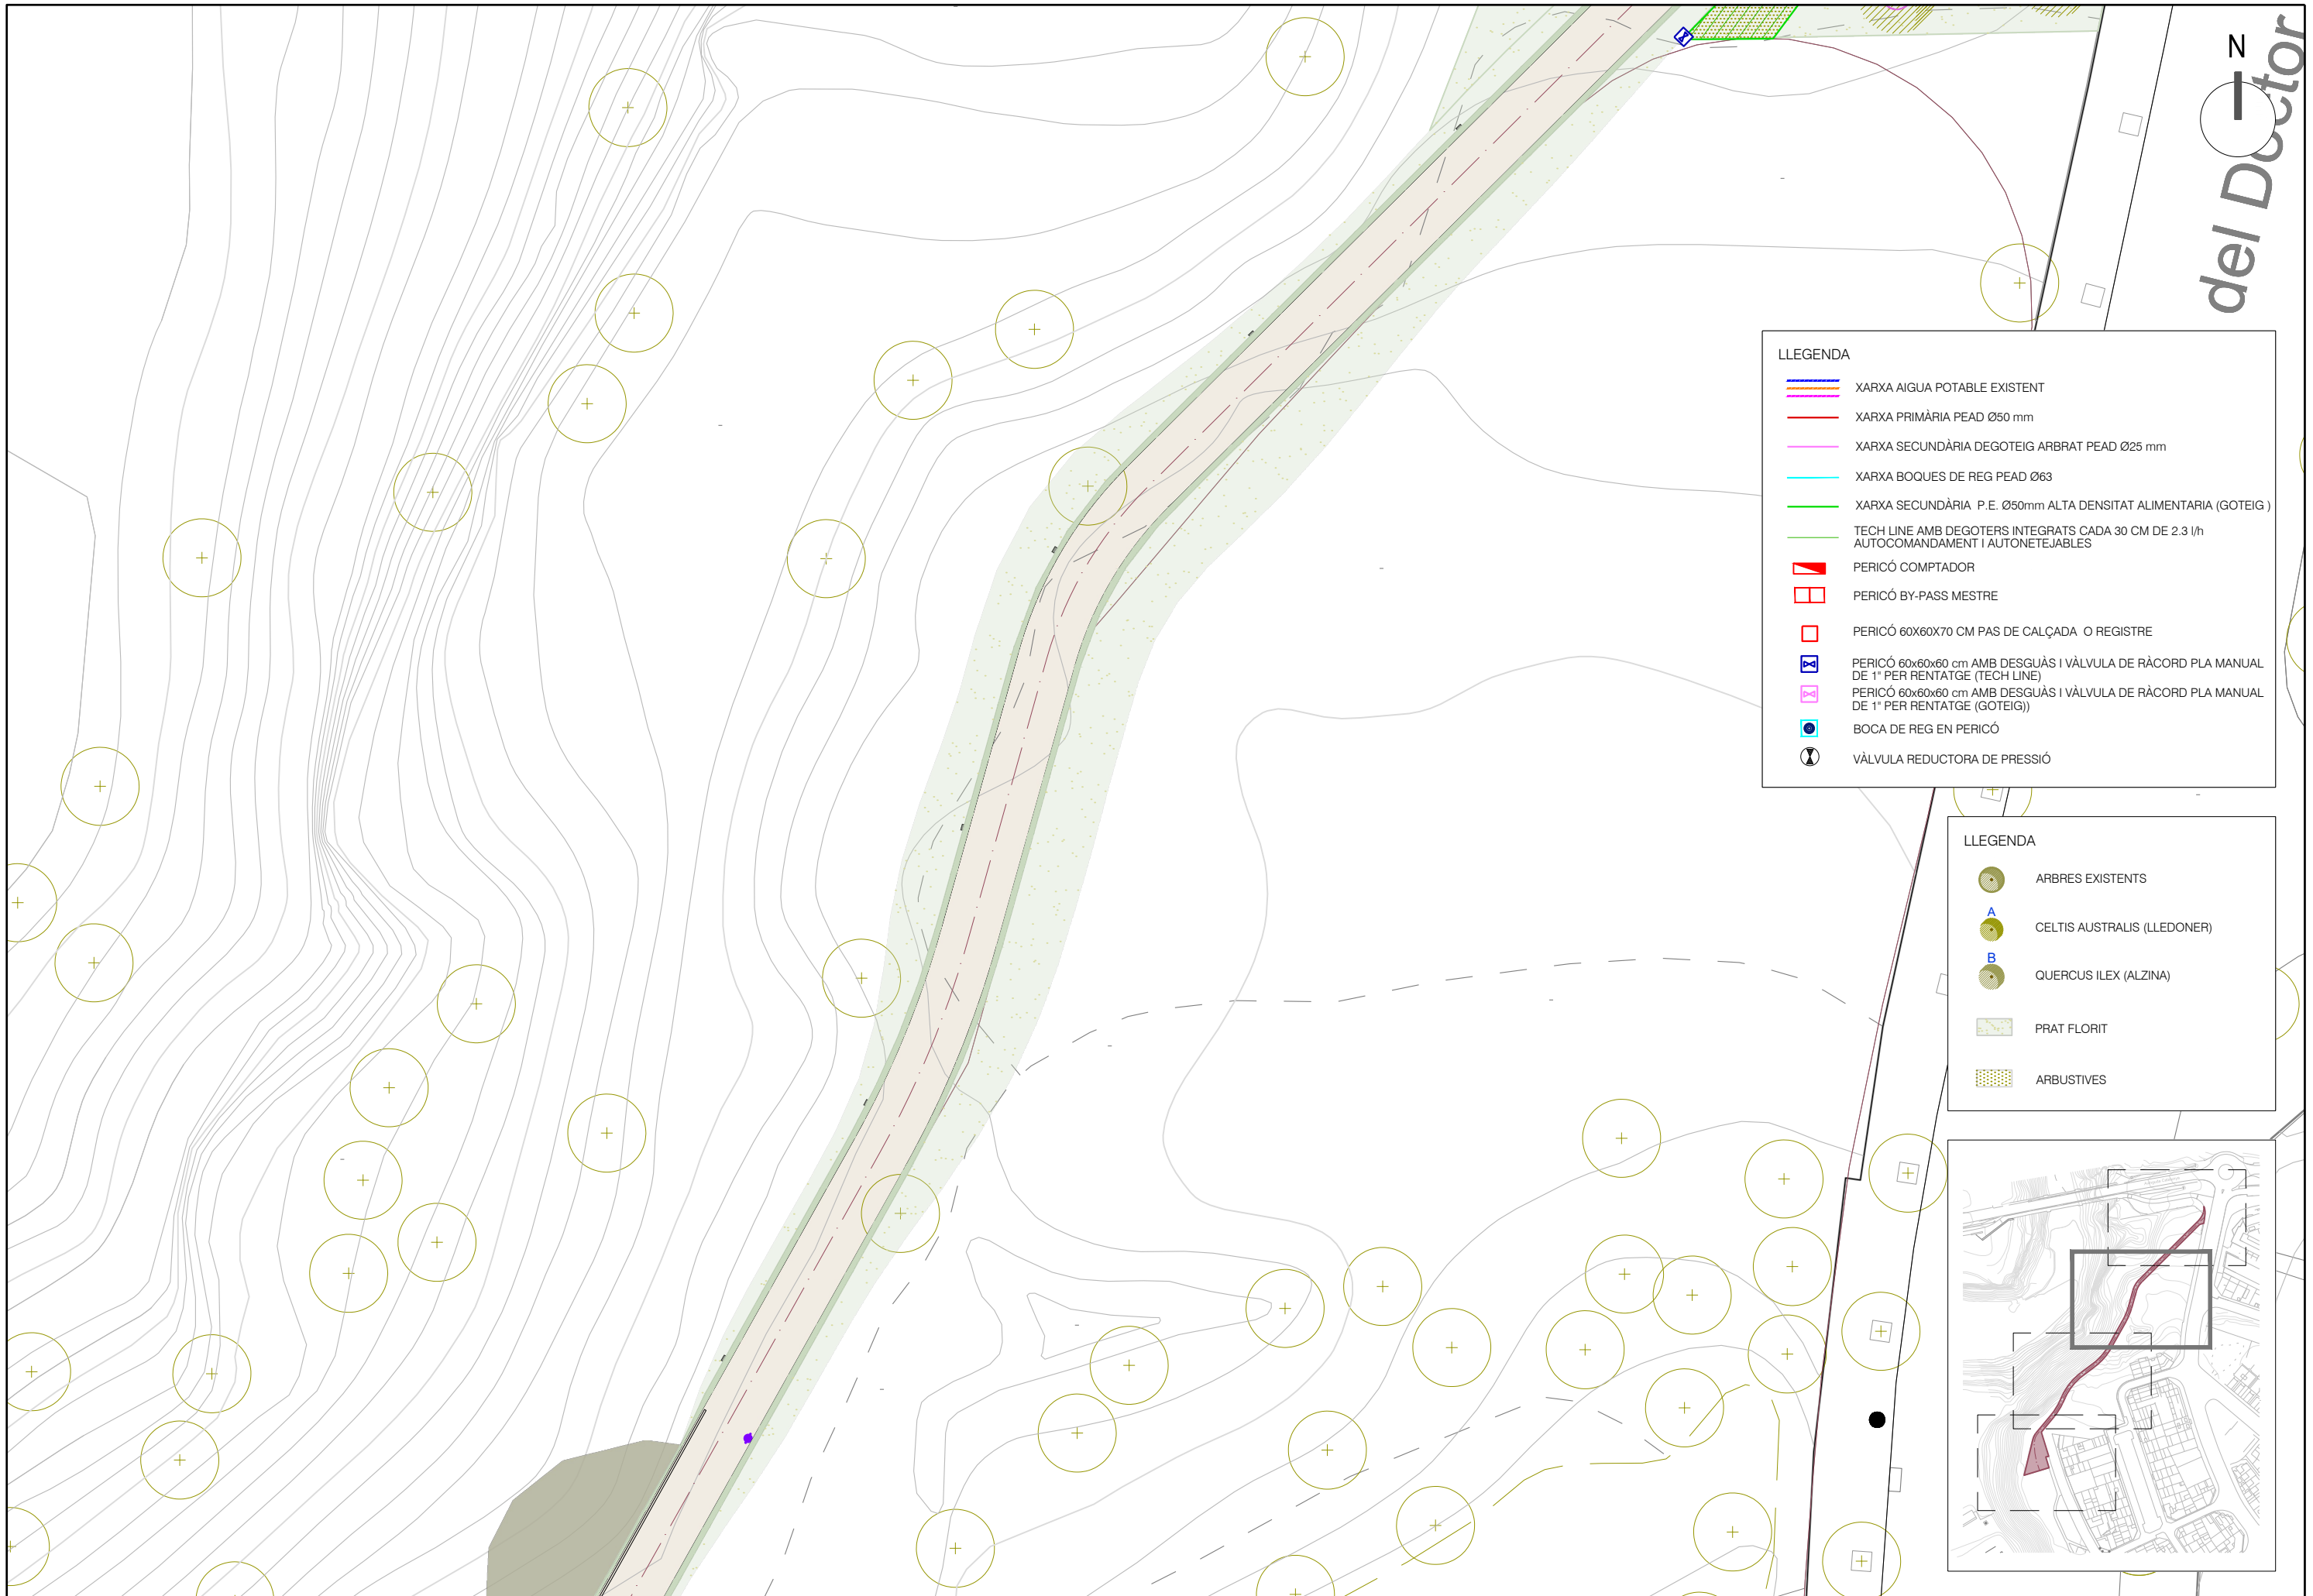 N
del Doctor
LLEGENDA
XARXA AIGUA POTABLE EXISTENT
XARXA PRIMÀRIA PEAD Ø50 mm
XARXA SECUNDÀRIA DEGOTEIG ARBRAT PEAD Ø25 mm
XARXA BOQUES DE REG PEAD Ø63
XARXA SECUNDÀRIA P.E. Ø50mm ALTA DENSITAT ALIMENTARIA (GOTEIG )
TECH LINE AMB DEGOTERS INTEGRATS CADA 30 CM DE 2.3 l/h
AUTOCOMANDAMENT I AUTONETEJABLES
PERICÓ COMPTADOR
PERICÓ BY-PASS MESTRE
PERICÓ 60X60X70 CM PAS DE CALÇADA O REGISTRE
PERICÓ 60x60x60 cm AMB DESGUÀS I VÀLVULA DE RÀCORD PLA MANUAL
DE 1" PER RENTATGE (TECH LINE)
PERICÓ 60x60x60 cm AMB DESGUÀS I VÀLVULA DE RÀCORD PLA MANUAL
DE 1" PER RENTATGE (GOTEIG))
BOCA DE REG EN PERICÓ
VÀLVULA REDUCTORA DE PRESSIÓ
LLEGENDA
ARBRES EXISTENTS
A
CELTIS AUSTRALIS (LLEDONER)
B
QUERCUS ILEX (ALZINA)
PRAT FLORIT
ARBUSTIVES